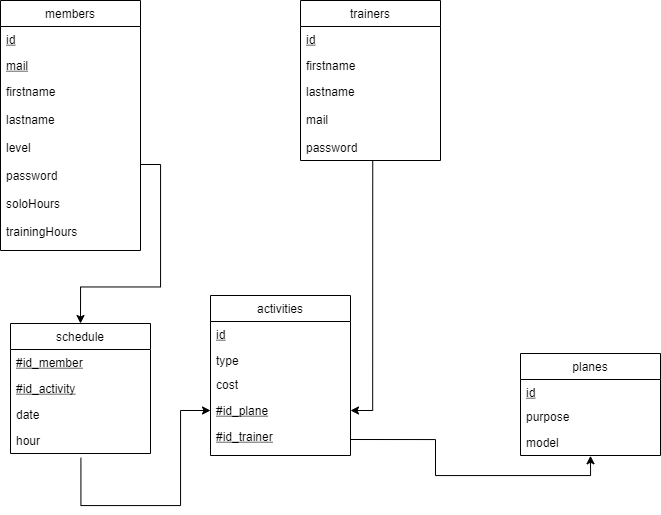 members
id
mail
firstname
lastname
level
password
soloHours
trainingHours
trainers
id
firstname
lastname
mail
password
schedule
#id_member
#id_activity
date
hour
activities
id
type
cost
#id_plane
#id_trainer
planes
id
purpose
model